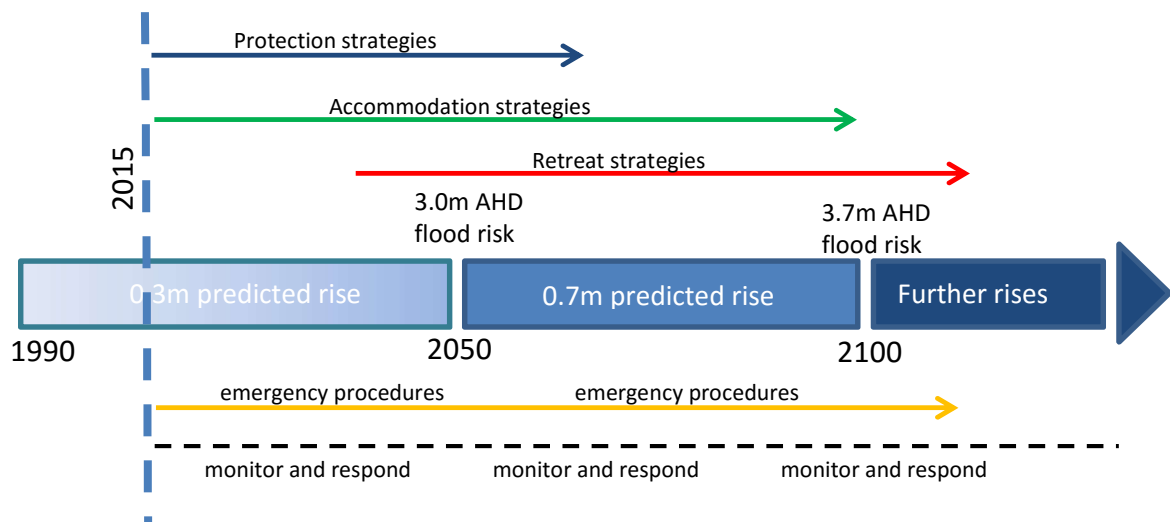 Protection strategies
Accommodation strategies
2015
Retreat strategies
3.0m AHD
flood risk
3.7m AHD
flood risk
0.3m predicted rise
0.7m predicted rise
Further rises
1990
2050
2100
emergency procedures
emergency procedures
monitor and respond
monitor and respond
monitor and respond